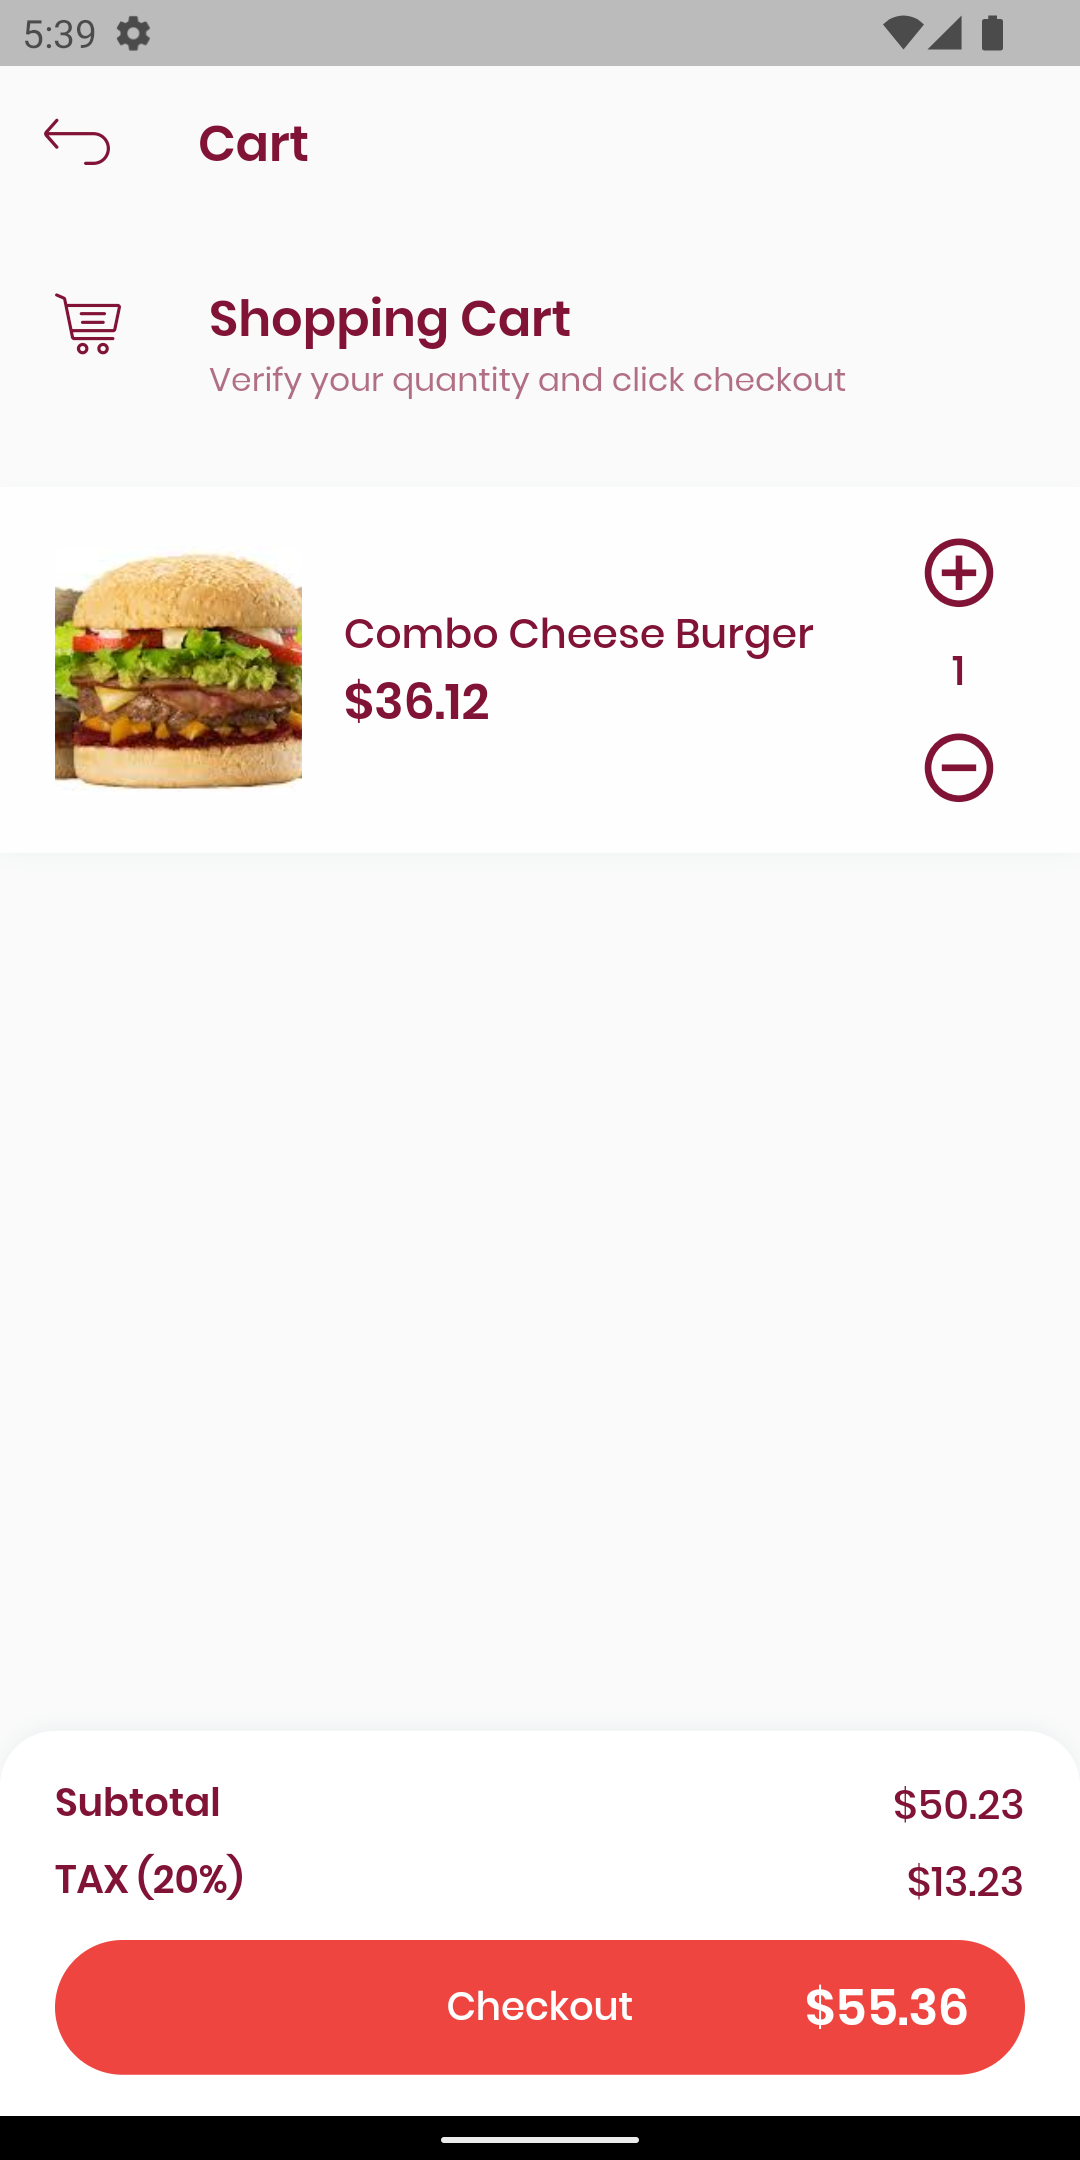 5:39
Cart
Shopping Cart
Verify your quantity and click checkout
Combo Cheese Burger
$36.12
1
Subtotal
$50.23
TAX (20%)
$13.23
Checkout
$55.36